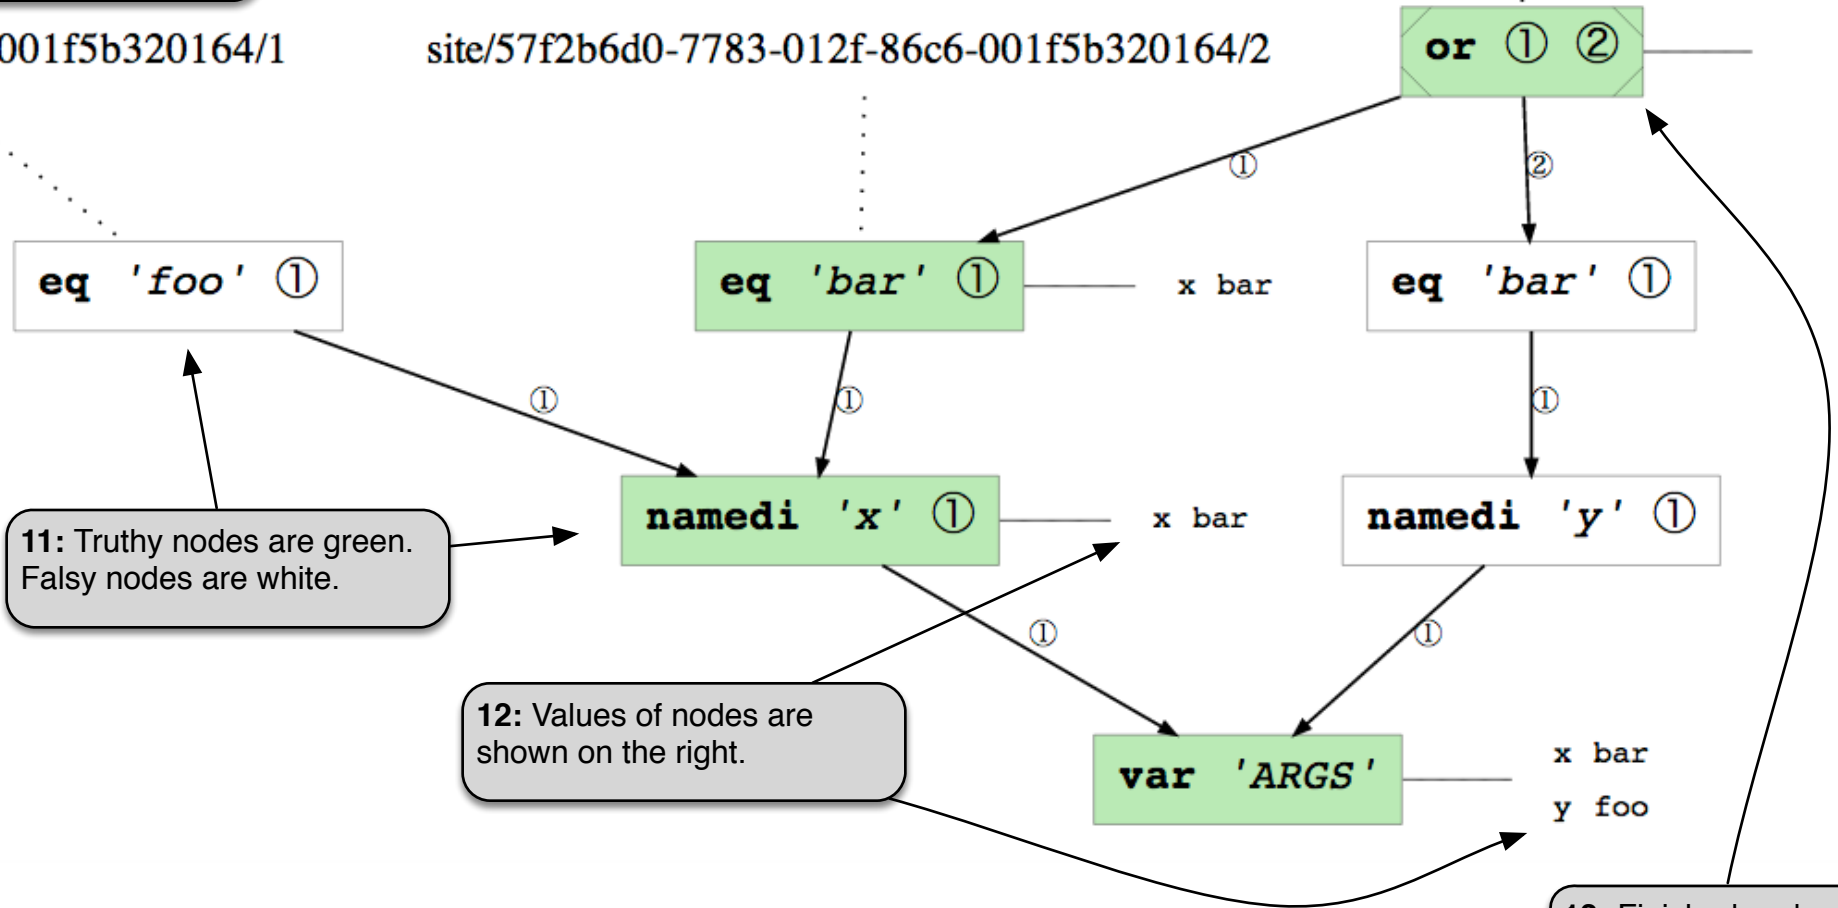 001f5b320164/1
site/57f2b6d0-7783-012f-86c6-001f5b320164/2
or ① ②
①
②
eq 'foo' ①
eq 'bar' ①
x bar
eq 'bar' ①
①
①
①
namedi 'x' ①
x bar
namedi 'y' ①
11: Truthy nodes are green.
Falsy nodes are white.
①
①
12: Values of nodes are
shown on the right.
var 'ARGS'
x bar
y foo